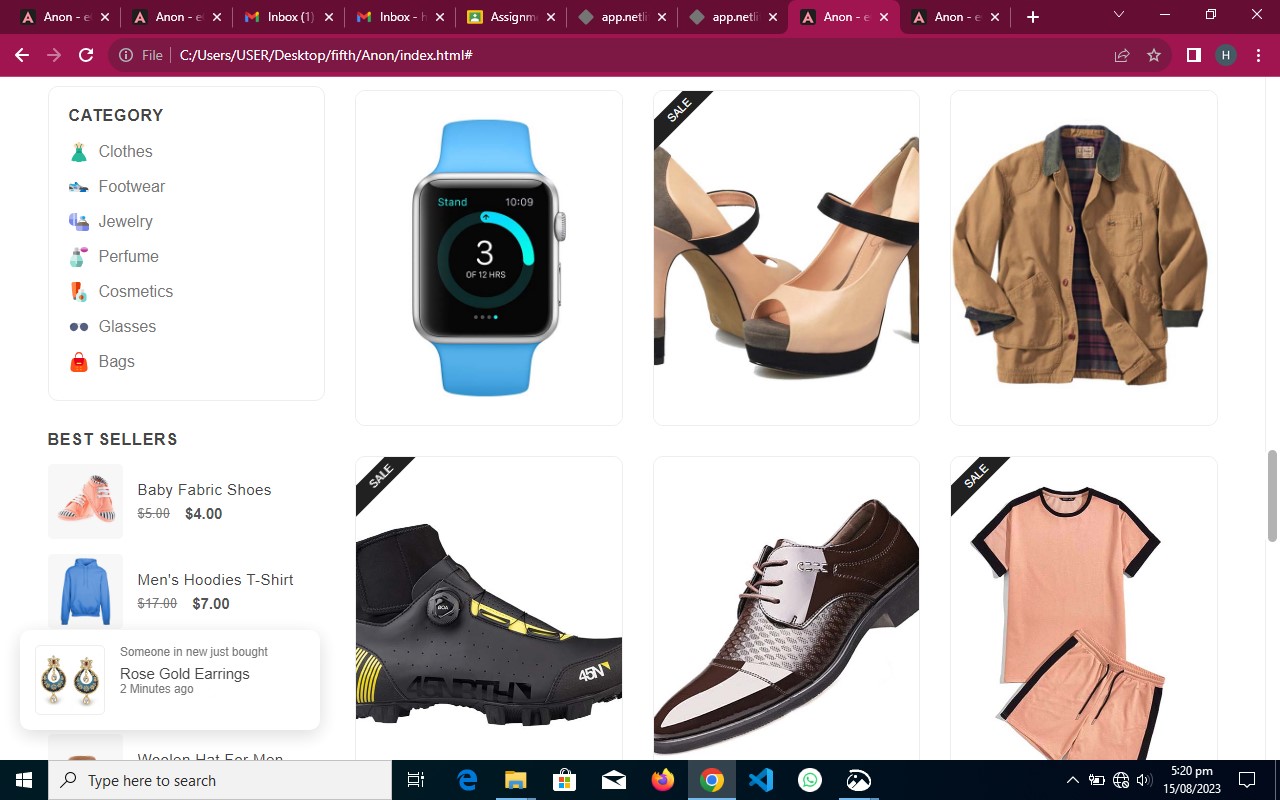 Anon - e
Anon - e
Inbox (1)
Inbox - h
Assignm
app.netli
app.netli
Anon - e
Anon - e
File
C:/Users/USER/Desktop/fifth/Anon/index.html#
H
CATEGORY
Clothes
Footwear
Jewelry
Perfume
Cosmetics
Glasses
Bags
BEST SELLERS
Baby Fabric Shoes
$5.00 $4.00
Men's Hoodies T-Shirt
$17.00 $7.00
Someone in new just bought
Rose Gold Earrings
2 Minutes ago
Woolen Hat For Men
Stand 10:09
3
OF 12 HRS
SALE
SALE
BOA
45NRTH
45N
SALE
Type here to search
5:20 pm
15/08/2023